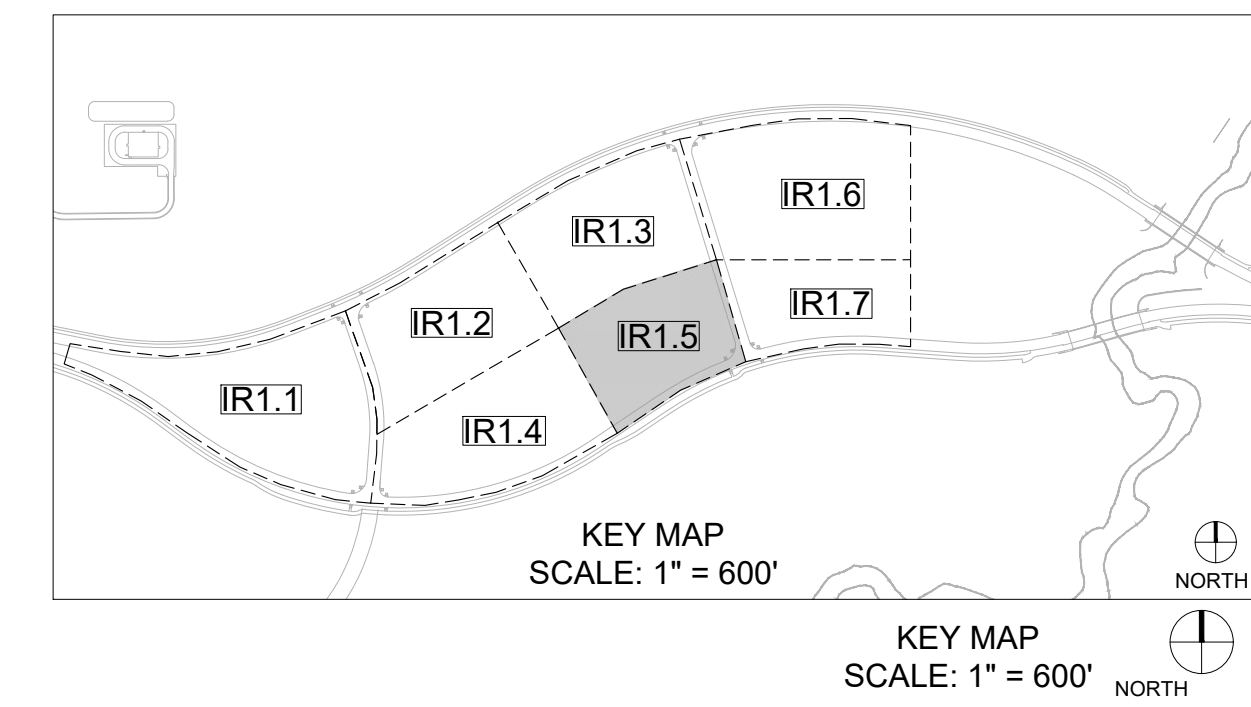 IR1.6
IR1.3
IR1.7
IR1.2
IR1.5
IR1.1
IR1.4
KEY MAP
SCALE: 1" = 600'
NORTH
KEY MAP
SCALE: 1" = 600'
NORTH